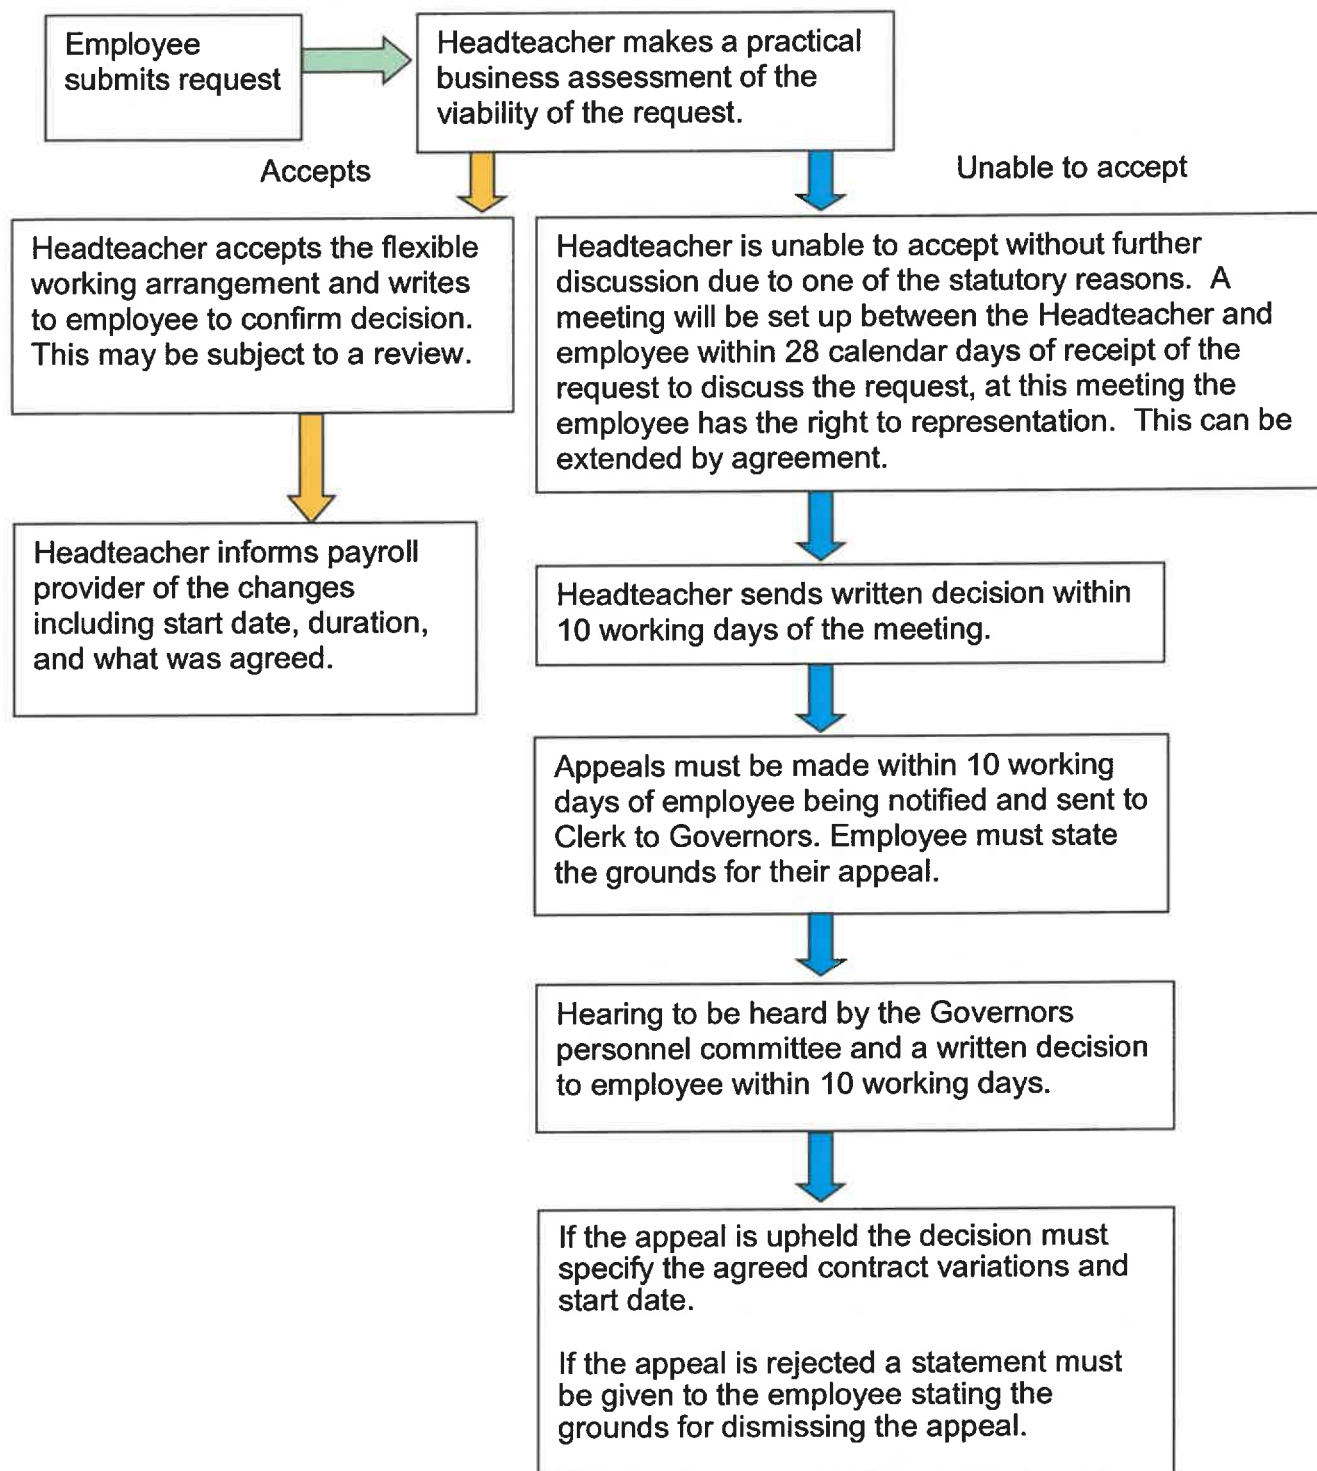 Employee
submits request
Headteacher makes a practical
business assessment of the
viability of the request.
Accepts
Unable to accept
Headteacher accepts the flexible
working arrangement and writes
to employee to confirm decision.
This may be subject to a review.
Headteacher is unable to accept without further
discussion due to one of the statutory reasons.  A
meeting will be set up between the Headteacher and
employee within 28 calendar days of receipt of the
request to discuss the request, at this meeting the
employee has the right to representation.  This can be
extended by agreement.
Headteacher informs payroll
provider of the changes
including start date, duration,
and what was agreed.
Headteacher sends written decision within
10 working days of the meeting.
Appeals must be made within 10 working
days of employee being notified and sent to
Clerk to Governors. Employee must state
the grounds for their appeal.
Hearing to be heard by the Governors
personnel committee and a written decision
to employee within 10 working days.
If the appeal is upheld the decision must
specify the agreed contract variations and
start date.
If the appeal is rejected a statement must
be given to the employee stating the
grounds for dismissing the appeal.